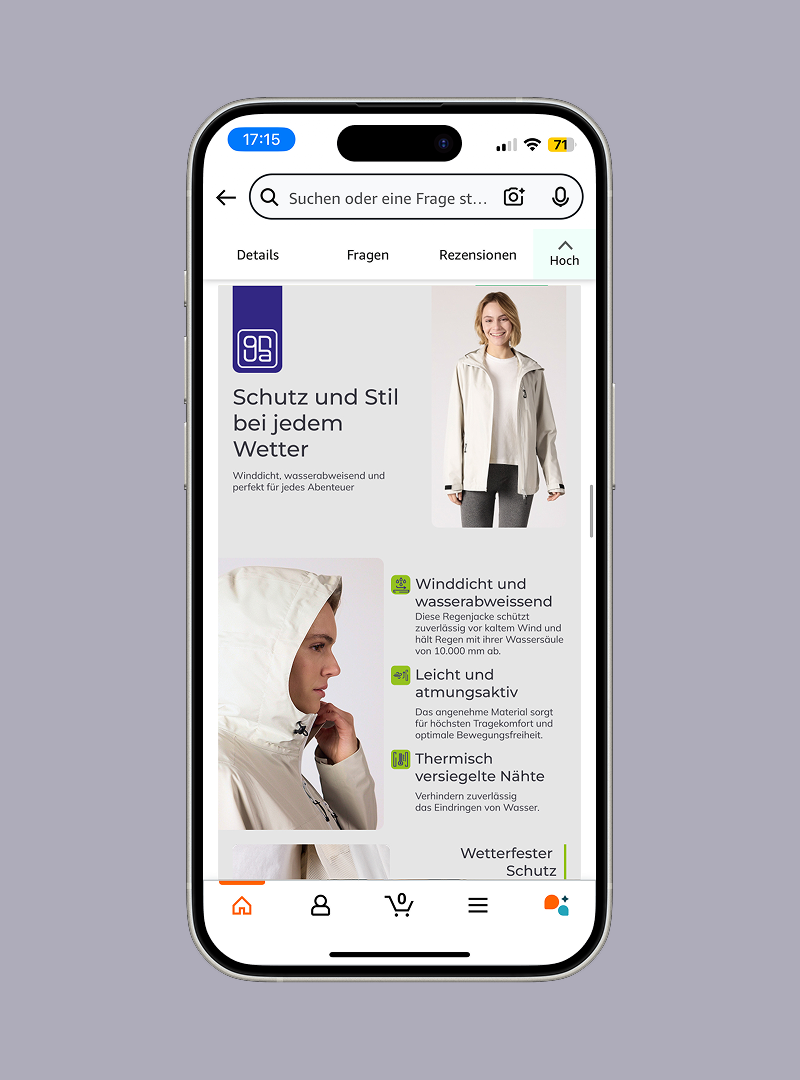 17:15
71
Suchen oder eine Frage st...
Details
Fragen
Rezensionen
Hoch
Schutz und Stil
bei jedem
Wetter
Winddicht, wasserabweisend und
perfekt für jedes Abenteuer
Winddicht und
wasserabweissend
Diese Regenjacke schützt
zuverlässig vor kaltem Wind und
hält Regen mit ihrer Wassersäule
von 10.000 mm ab.
Leicht und
atmungsaktiv
Das angenehme Material sorgt
für höchsten Tragekomfort und
optimale Bewegungsfreiheit.
Thermisch
versiegelte Nähte
Verhindern zuverlässig
das Eindringen von Wasser.
Wetterfester
Schutz
0